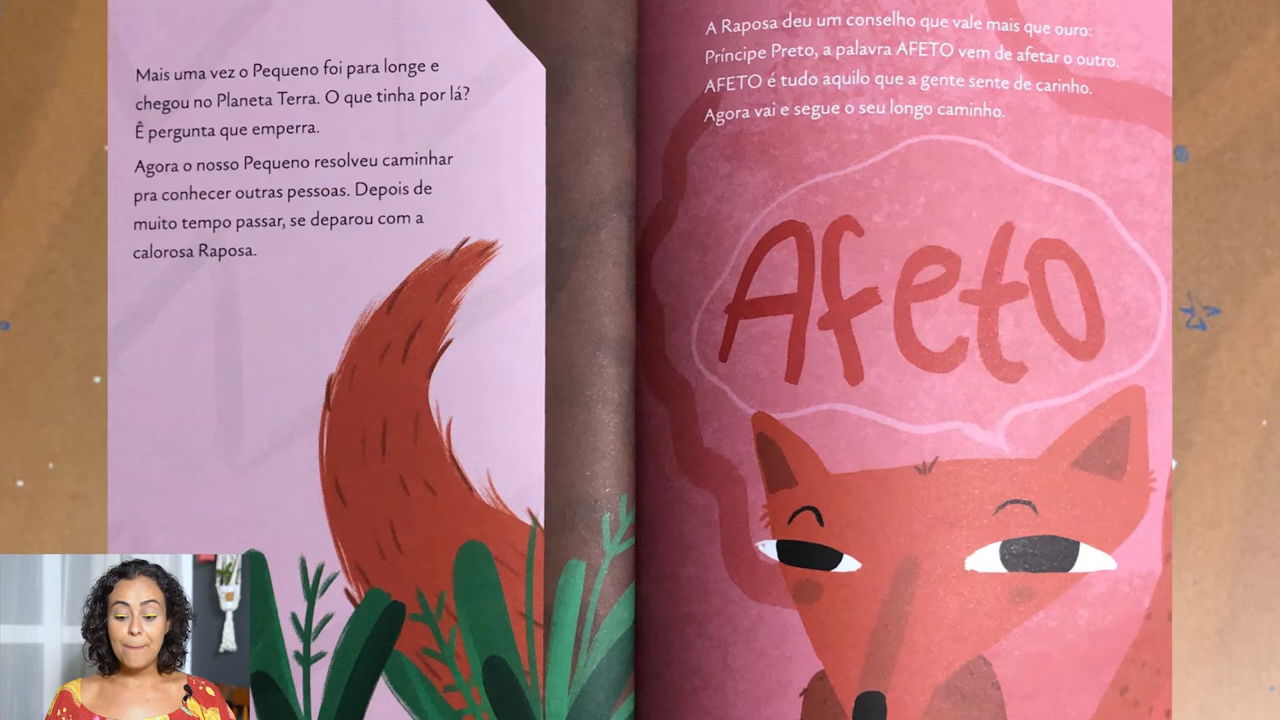 Mais uma vez o Pequeno foi para longe e
chegou no Planeta Terra. O que tinha por lá?
Ê pergunta que emperra.
Agora o nosso Pequeno resolveu caminhar
pra conhecer outras pessoas. Depois de
muito tempo passar, se deparou com a
calorosa Raposa.
A Raposa deu um conselho que vale mais que ouro:
Príncipe Preto, a palavra AFETO vem de afetar o outro.
AFETO é tudo aquilo que a gente sente de carinho.
Agora vai e segue o seu longo caminho.
Afeto